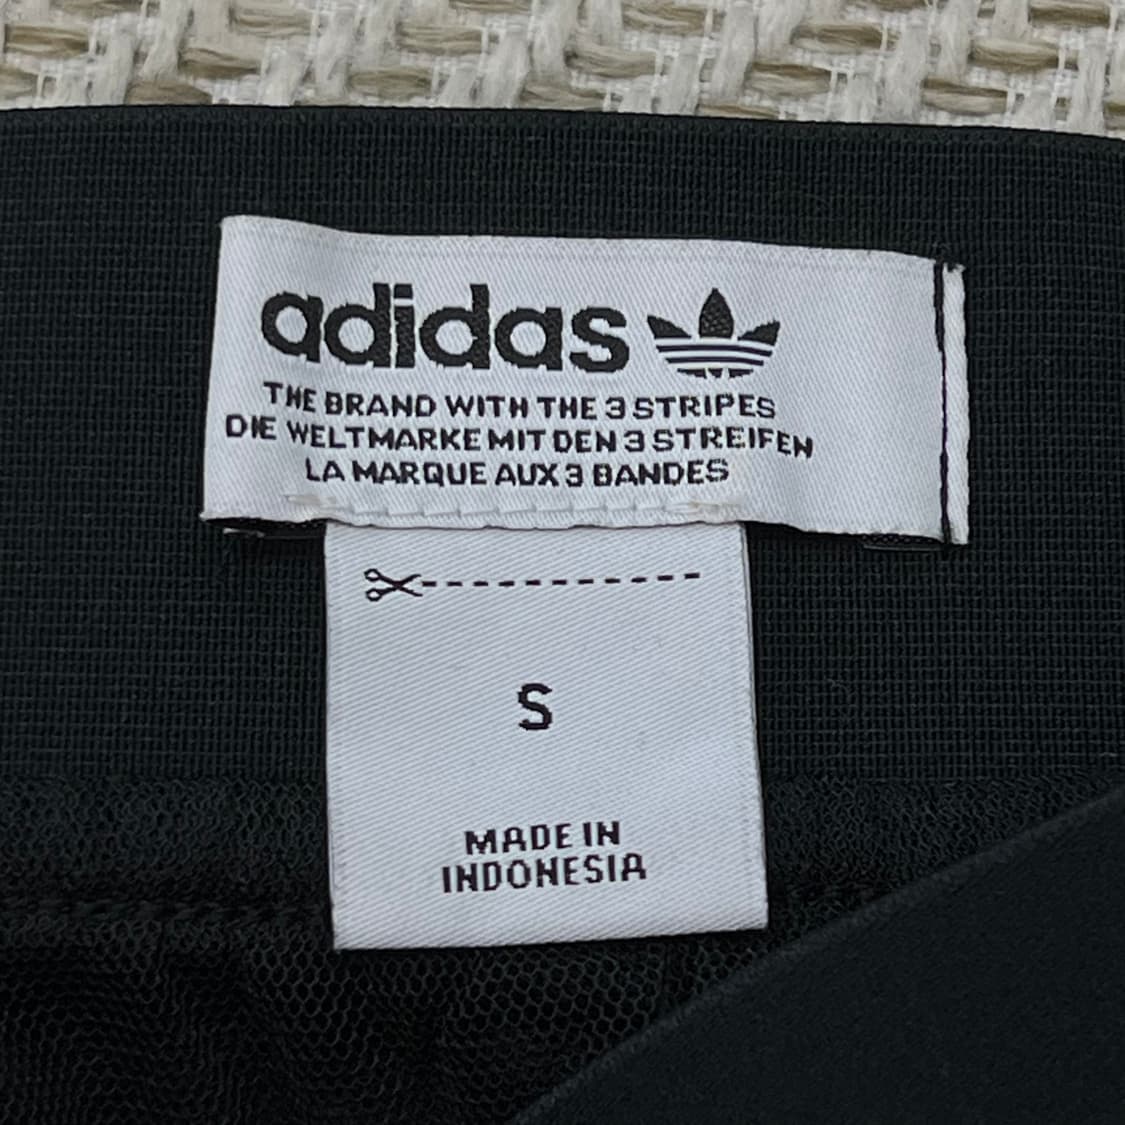 adidas
THE BRAND WITH THE 3 STRIPES
DIE WELTMARKE MIT DEN 3 STREIFEN
LA MARQUE AUX 3 BANDES
S
MADE IN
INDONESIA